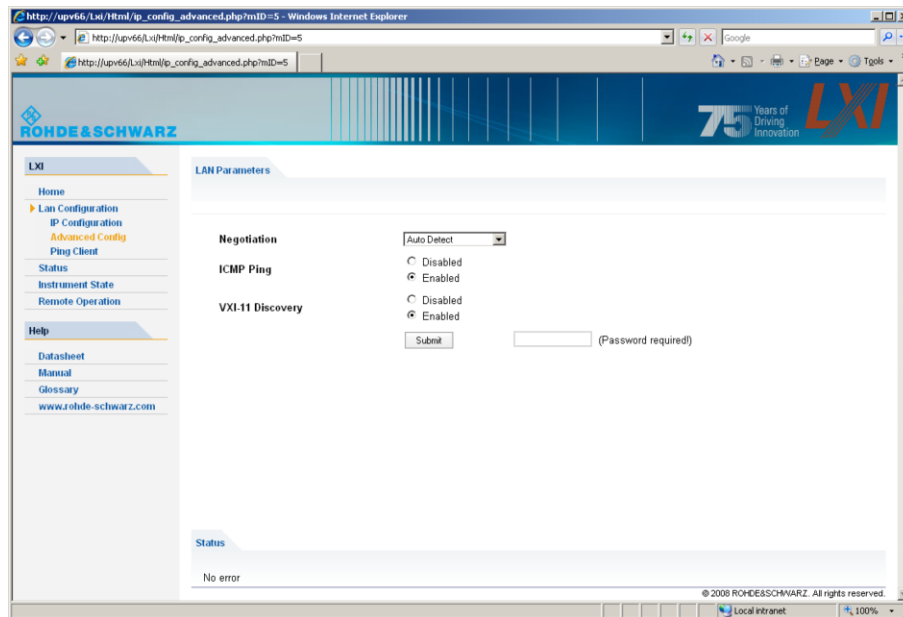 http://upv66/Lxi/Html/ip_config_advanced.php?mID=5 - Windows Internet Explorer
http://upv66/Lxi/Html/ip_config_advanced.php?mID=5
Google
http://upv66/Lxi/Html/ip_config_advanced.php?mID=5
Page
Tools
ROHDE&SCHWARZ
75 Years of
Driving
Innovation
LXI
LXI
Home
Lan Configuration
IP Configuration
Advanced Config
Ping Client
Status
Instrument State
Remote Operation
Help
Datasheet
Manual
Glossary
www.rohde-schwarz.com
LAN Parameters
Negotiation
Auto Detect
ICMP Ping
Disabled
Enabled
VXI-11 Discovery
Disabled
Enabled
Submit
(Password required!)
Status
No error
© 2008 ROHDE&SCHWARZ. All rights reserved.
Local intranet
100%